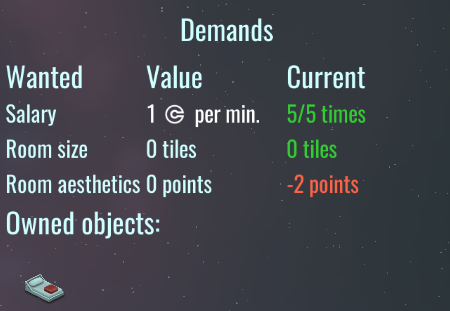 Demands
Wanted Value Current
Salary 1 per min. 5/5 times
Room size 0 tiles 0 tiles
Room aesthetics 0 points -2 points
Owned objects: